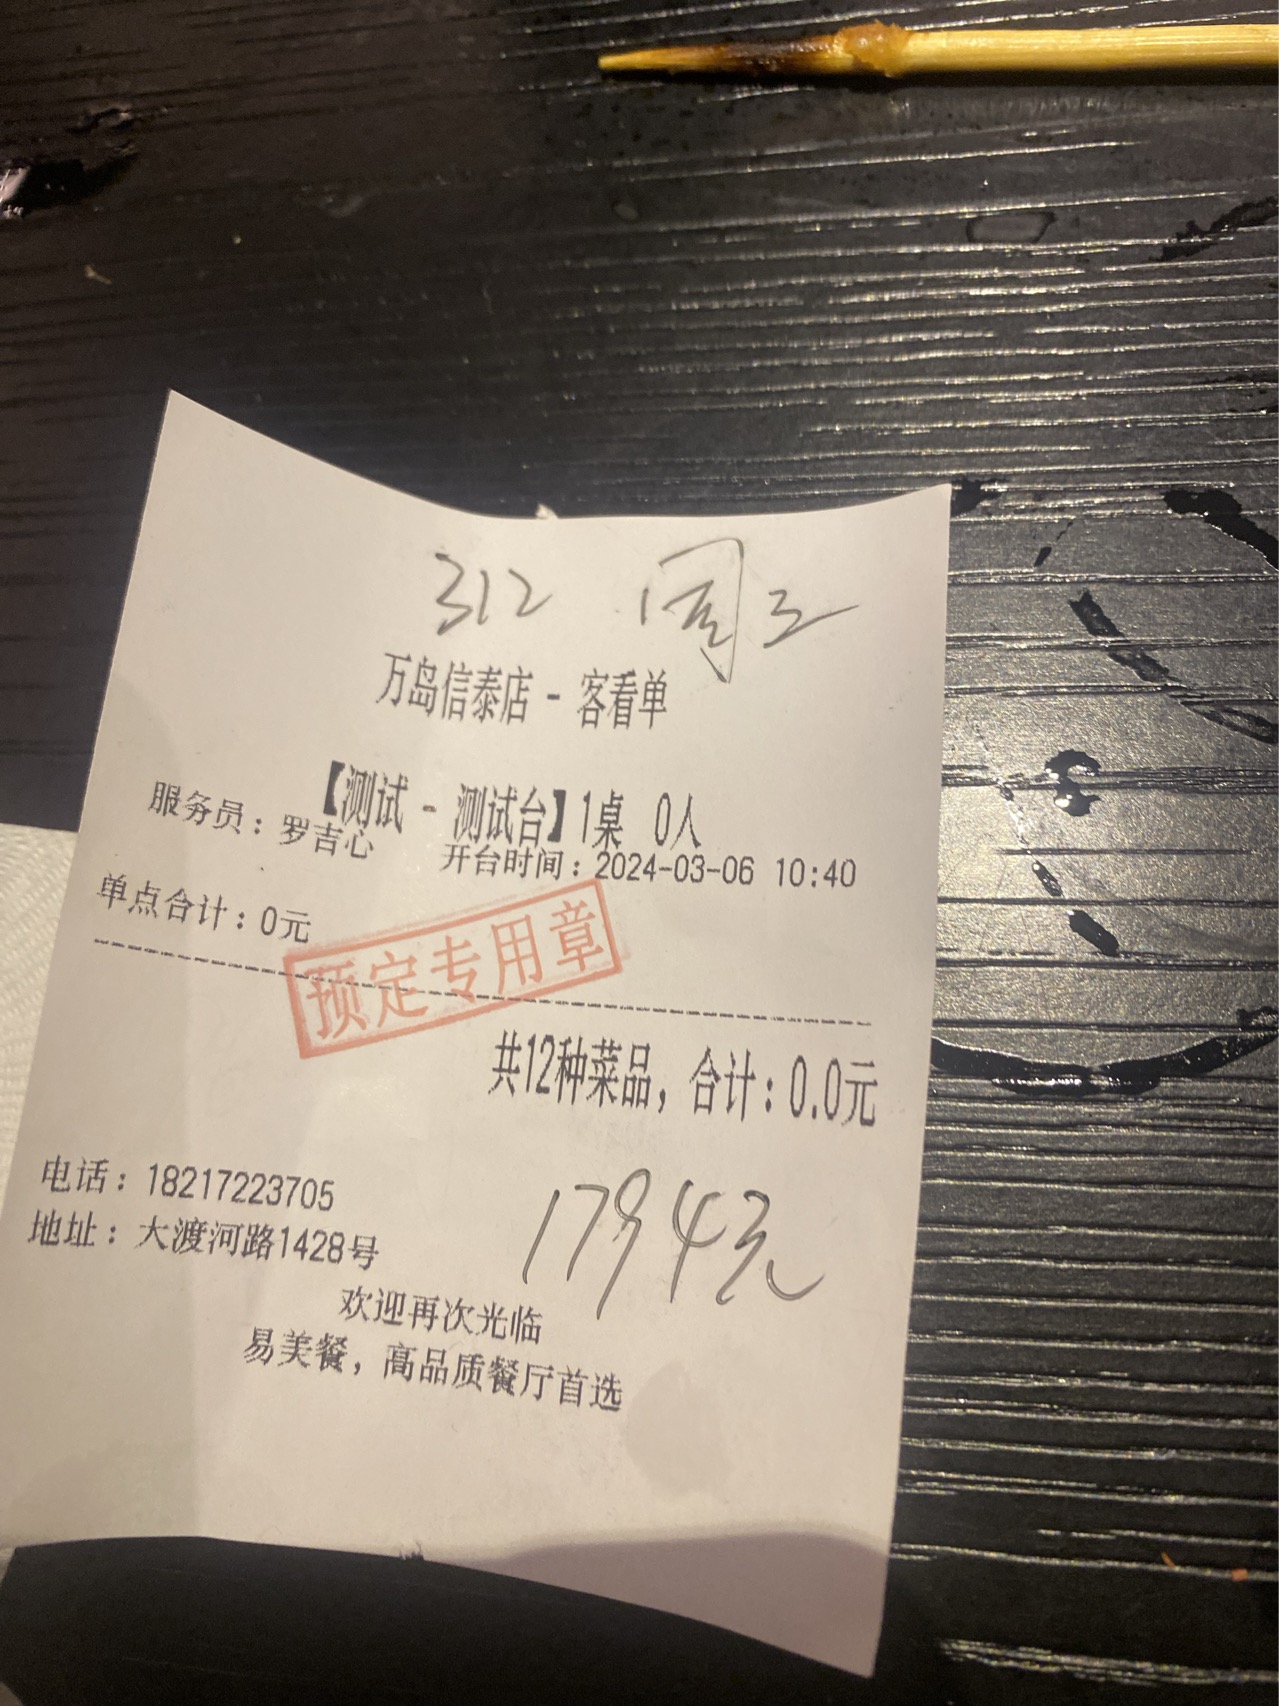 312 周三
万岛信泰店 - 客看单
【测试 - 测试台】1桌 0人
服务员：罗吉心 开台时间：2024-03-06 10:40
单点合计：0元
预定专用章
共12种菜品，合计：0.0元
1794元
电话：18217223705
地址：大渡河路1428号
欢迎再次光临
易美餐，高品质餐厅首选